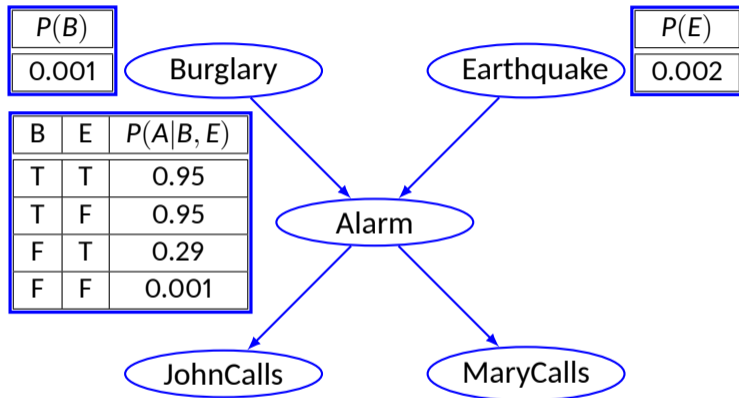 P(B)
0.001
Burglary
Earthquake
P(E)
0.002
B E P(A|B, E)
T T 0.95
T F 0.95
F T 0.29
F F 0.001
Alarm
JohnCalls
MaryCalls